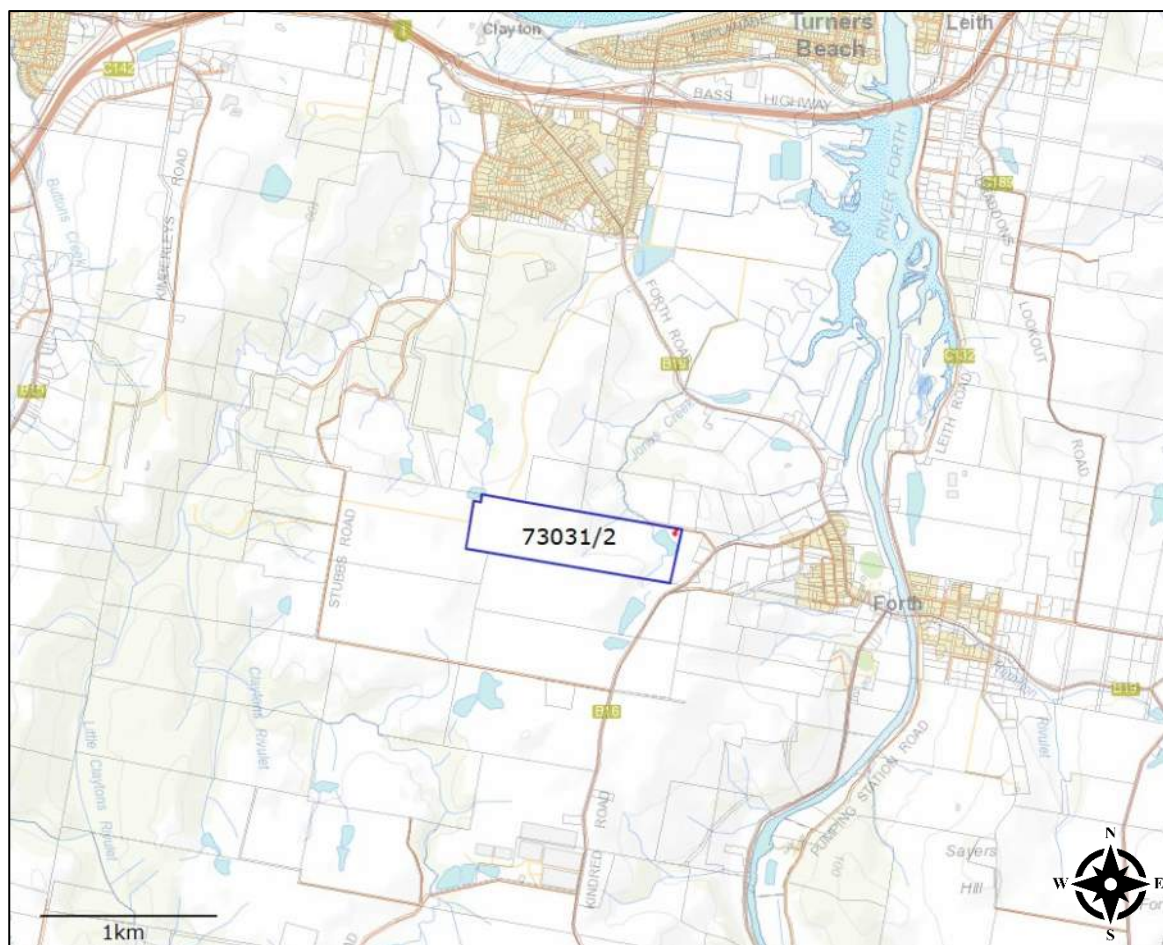 Clayton
Turners
Beach
Leith
1
C142
BASS HIGHWAY
RIVER FORTH
KIMBERLEYS ROAD
Buttons Creek
FORTH ROAD
LOOKOUT
ROAD
B19
C132
LEITH ROAD
B15
Jones Creek
73031/2
STUBBS ROAD
Forth
Claytons Rivulet
B16
B19
Rivulet
Little Claytons Rivulet
KINDRED ROAD
PUMPING STATION ROAD
Sayers
Hill
N
W
E
S
1km